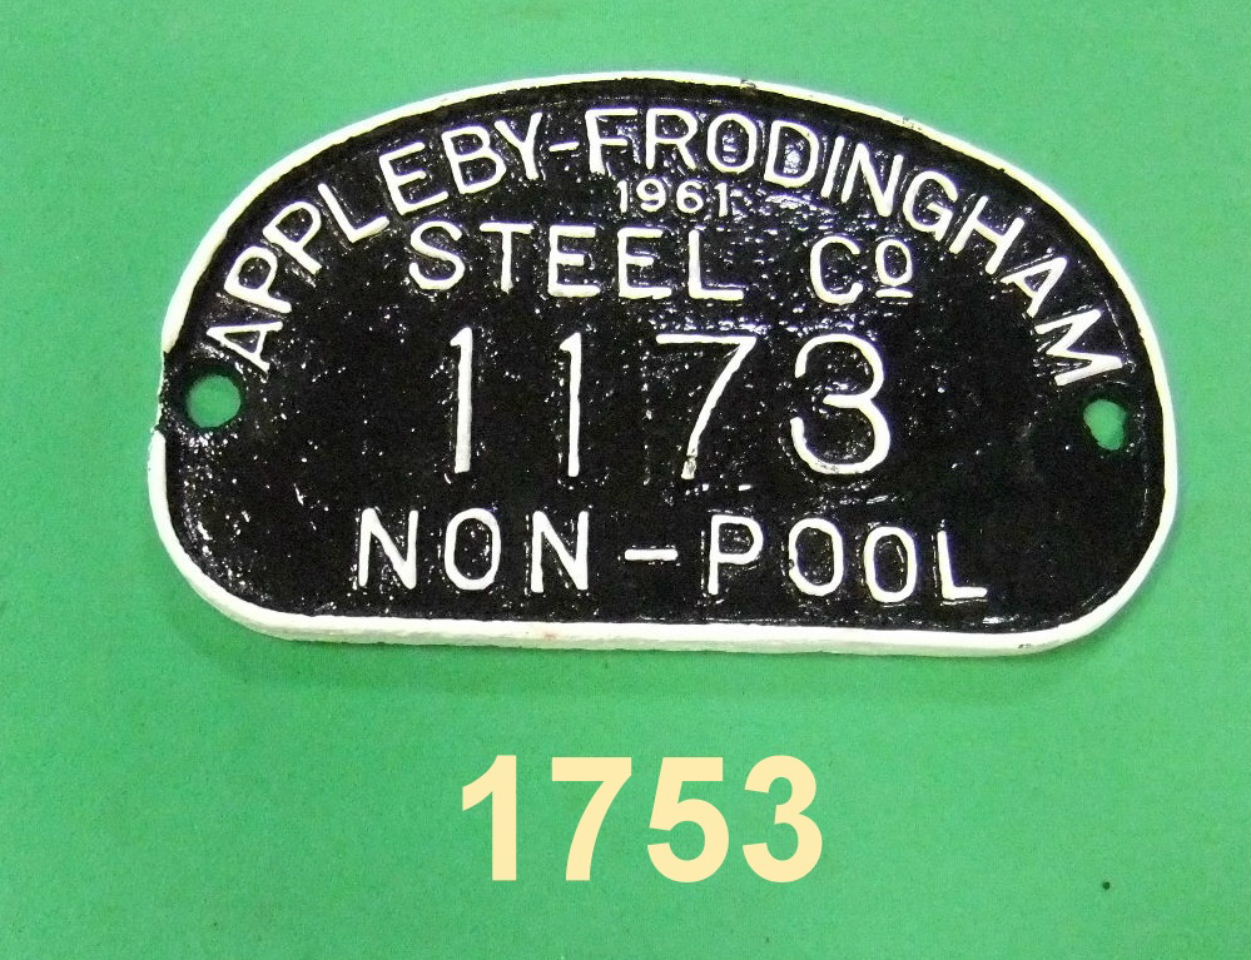 APPLEBY-FRODINGHAM
1961
STEEL Cº
1173
NON-POOL
1753